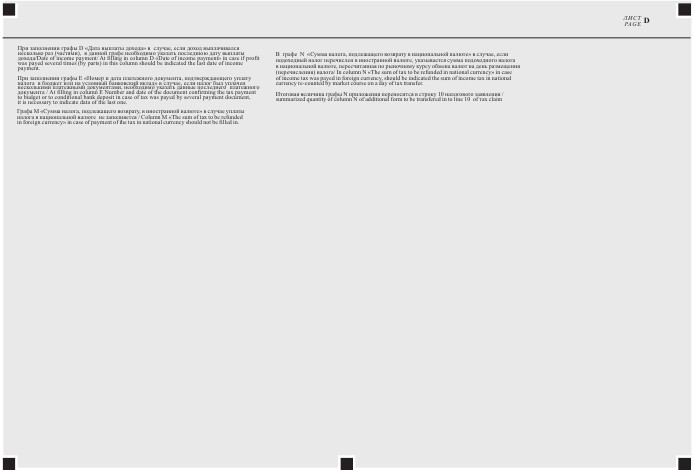 ЛИСТ
PAGE D
При заполнении графы D «Дата выплаты дохода» в случае, если доход выплачивался
несколько раз (частями), в данной графе необходимо указать последнюю дату выплаты
дохода/Date of income payment/ At filling in column D «Date of income payment» in case if profit
was payed several times (by parts) in this column should be indicated the last date of income
payment.
При заполнении графы E «Номер и дата платежного документа, подтверждающего уплату
налога в бюджет или на условный банковский вклад» в случае, если налог был уплачен
несколькими платежными документами, необходимо указать данные последнего платежного
документа / At filling in column E Number and date of the document confirming the tax payment
to budget or to conditional bank deposit in case of tax was payed by several payment document,
it is necessary to indicate date of the last one.
Графа M «Сумма налога, подлежащего возврату, в иностранной валюте» в случае уплаты
налога в национальной валюте не заполняется / Column M «The sum of tax to be refunded
in foreign currency» in case of payment of the tax in national currency should not be filled in.
В графе N «Сумма налога, подлежащего возврату в национальной валюте» в случае, если
подоходный налог перечислен в иностранной валюте, указывается сумма подоходного налога
в национальной валюте, пересчитанная по рыночному курсу обмена валют на день размещения
(перечисления) налога/ In column N «The sum of tax to be refunded in national currency» in case
of income tax was payed in foreign currency, should be indicated the sum of income tax in national
currency re-counted by market course on a day of tax transfer.
Итоговая величина графы N приложения переносится в строку 10 налогового заявления /
summarized quantity of column N of additional form to be transferred in to line 10 of tax claim